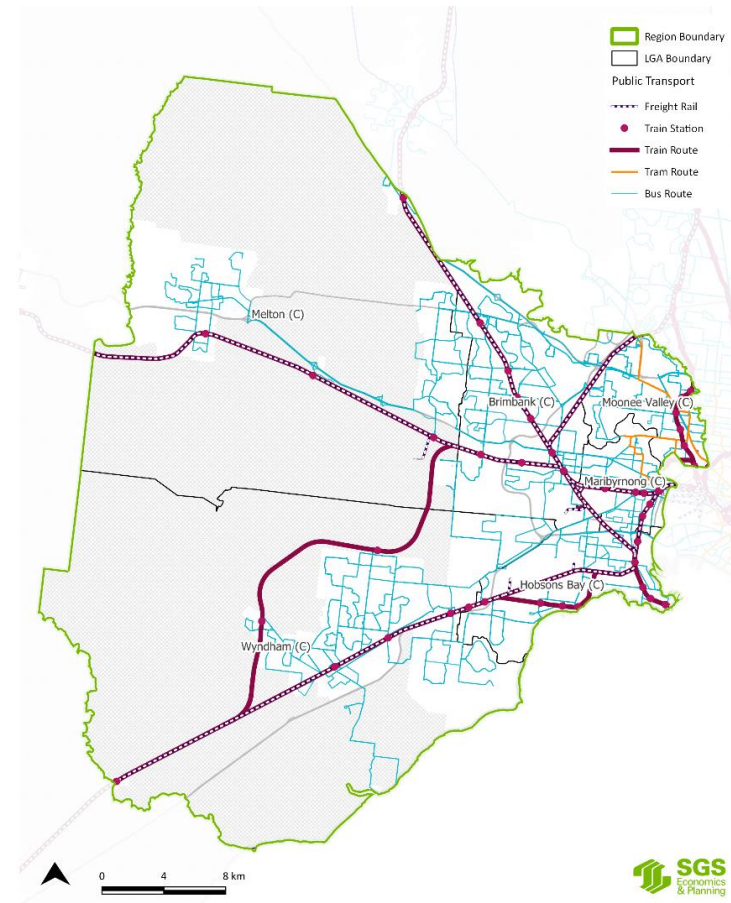 Region Boundary
LGA Boundary
Public Transport
Freight Rail
Train Station
Train Route
Tram Route
Bus Route
Melton (C)
Brimbank (C)
Moonee Valley (C)
Maribyrnong (C)
Hobsons Bay (C)
Wyndham (C)
0 4 8 km
SGS
Economics
& Planning